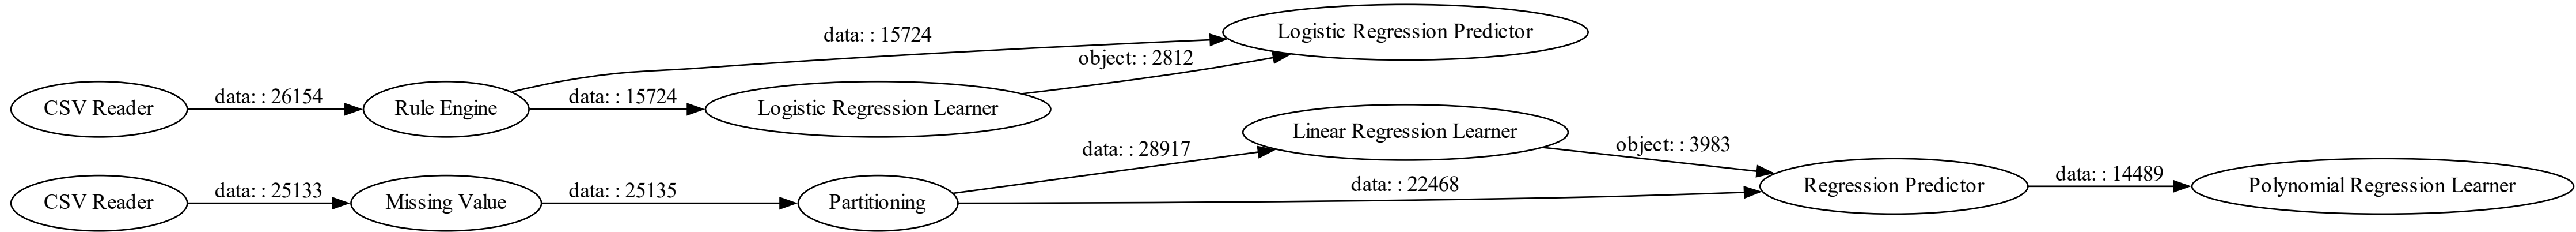 CSV Reader
data: : 26154
Rule Engine
data: : 15724
data: : 15724
Logistic Regression Learner
object: : 2812
Logistic Regression Predictor
CSV Reader
data: : 25133
Missing Value
data: : 25135
Partitioning
data: : 28917
Linear Regression Learner
data: : 22468
object: : 3983
Regression Predictor
data: : 14489
Polynomial Regression Learner